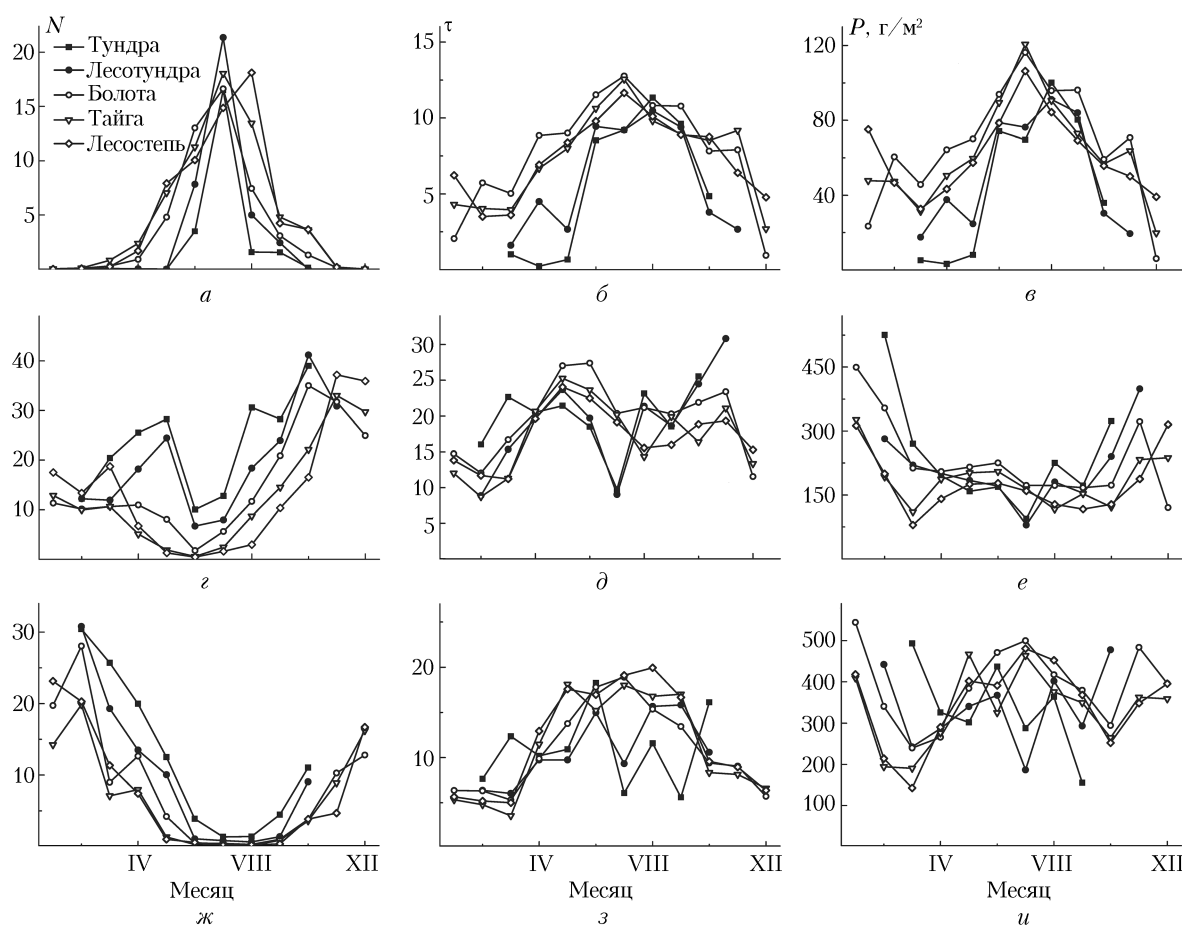 N
20
15
10
5
Тундра
Лесотундра
Болота
Тайга
Лесостепь
а
τ
15
10
5
б
P, г/м²
120
80
40
в
40
30
20
10
г
30
25
20
15
10
5
д
450
300
150
е
30
20
10
IV VIII XII
Месяц
ж
20
10
IV VIII XII
Месяц
з
500
400
300
200
100
IV VIII XII
Месяц
и